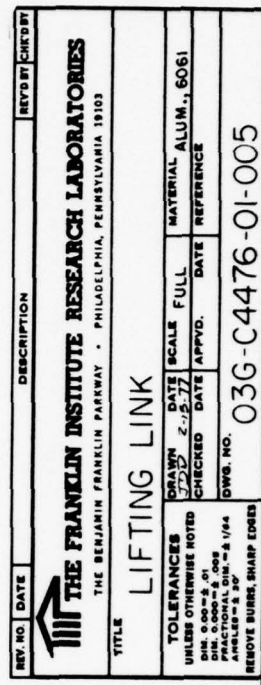 REV. NO. DATE DESCRIPTION REV'D BY CHK'D BY
THE FRANKLIN INSTITUTE RESEARCH LABORATORIES
THE BENJAMIN FRANKLIN PARKWAY • PHILADELPHIA, PENNSYLVANIA 19103
TITLE
LIFTING LINK
TOLERANCES
UNLESS OTHERWISE NOTED
DIM. 0.00=± .01
DIM. 0.000=± .005
FRACTIONAL DIM.=± 1/64
ANGLES=± 30'
REMOVE BURRS, SHARP EDGES
DRAWN DATE SCALE MATERIAL
JDD 2-15-77 FULL ALUM., 6061
CHECKED DATE APPVD. DATE REFERENCE
DWG. NO.
03G-C4476-01-005